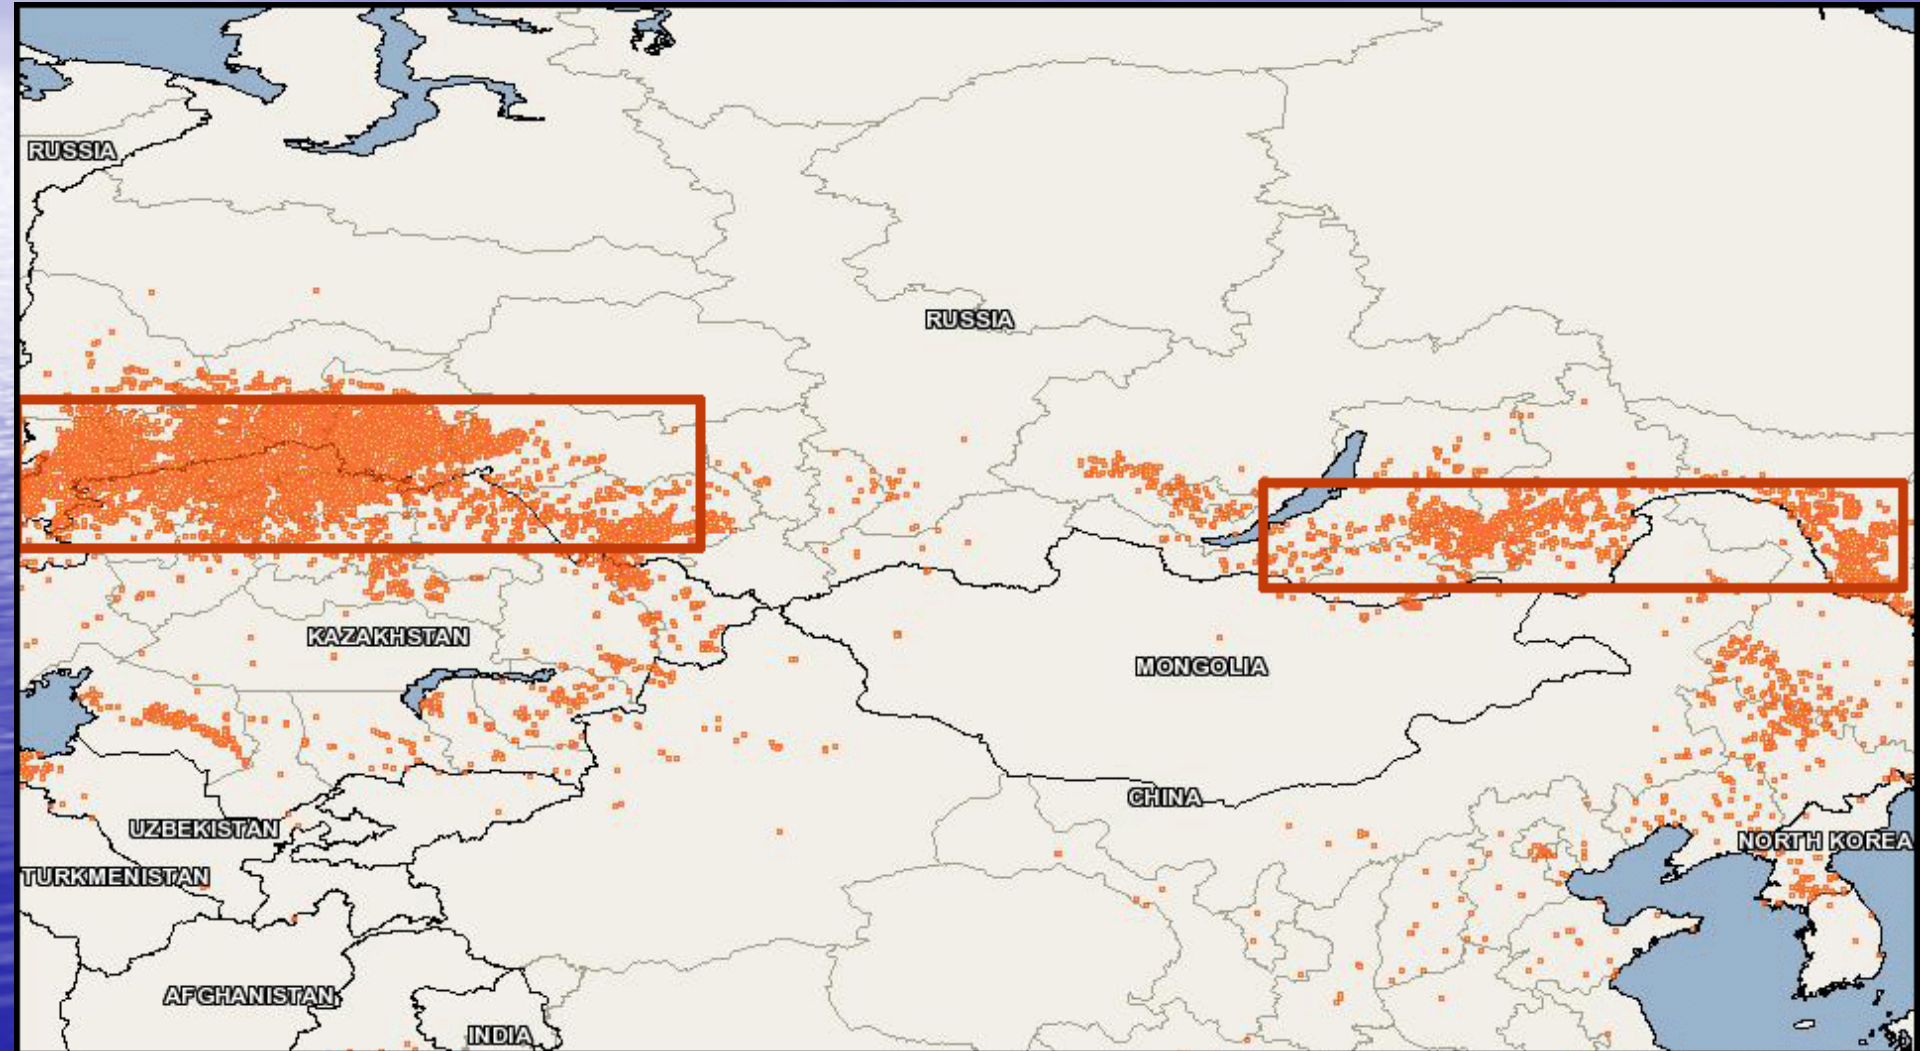 RUSSIA
RUSSIA
KAZAKHSTAN
MONGOLIA
CHINA
UZBEKISTAN
NORTH KOREA
TURKMENISTAN
AFGHANISTAN
INDIA